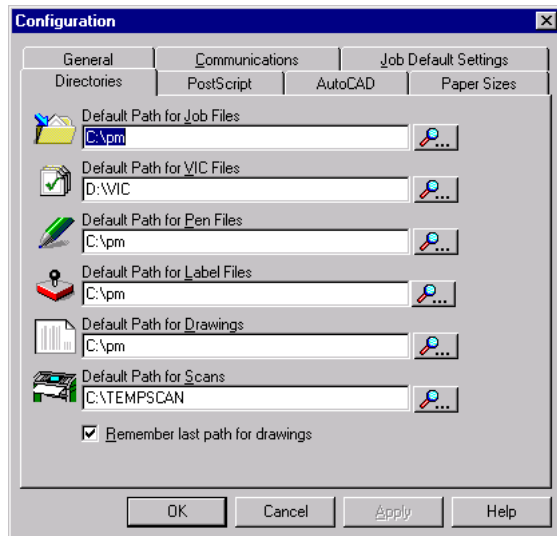 Configuration
General Communications Job Default Settings
Directories PostScript AutoCAD Paper Sizes
Default Path for Job Files
C:\pm
...
Default Path for VIC Files
D:\VIC
...
Default Path for Pen Files
C:\pm
...
Default Path for Label Files
C:\pm
...
Default Path for Drawings
C:\pm
...
Default Path for Scans
C:\TEMPSCAN
...
Remember last path for drawings
OK Cancel Apply Help